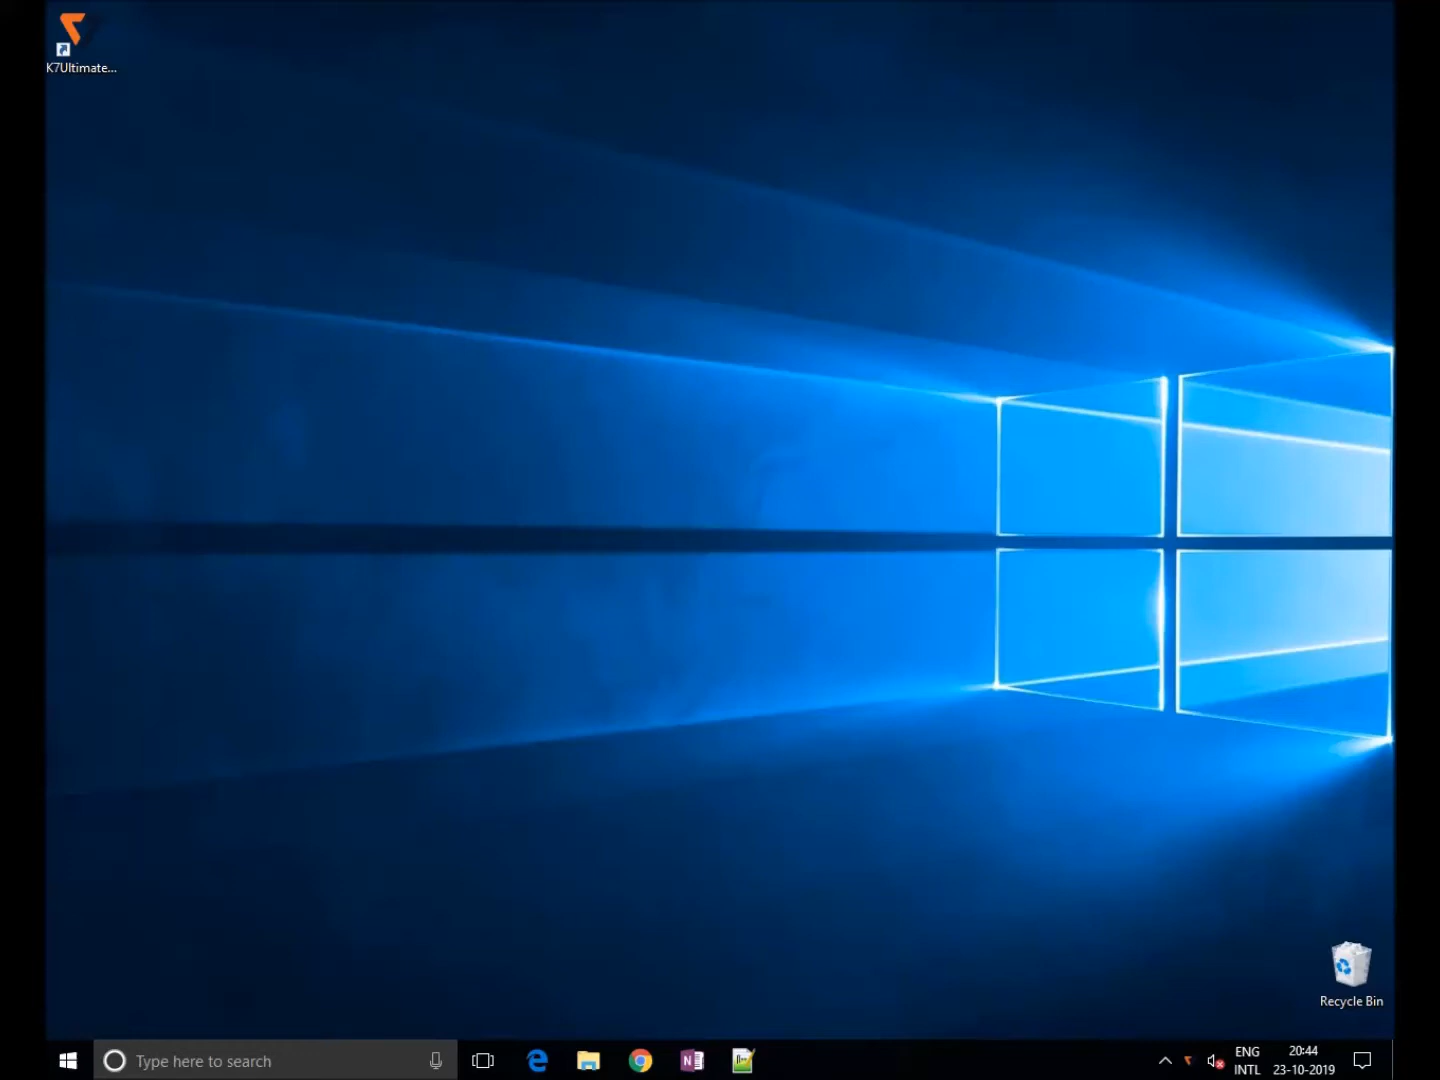 K7Ultimate...
Recycle Bin
Type here to search
ENG
INTL
20:44
23-10-2019